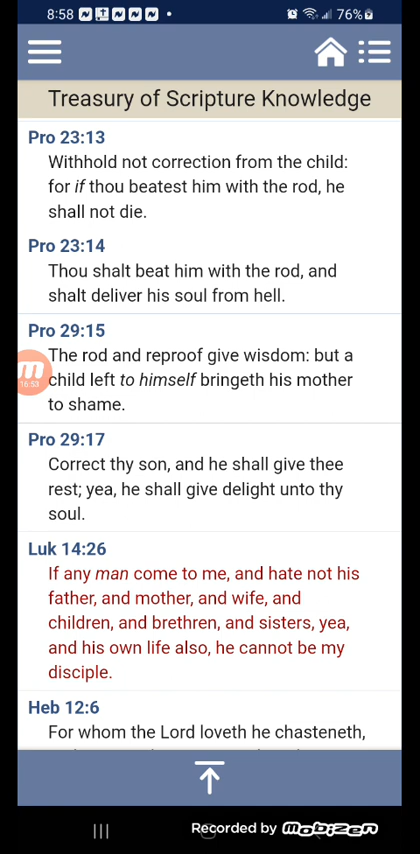 8:58 76%
Treasury of Scripture Knowledge
Pro 23:13
Withhold not correction from the child:
for if thou beatest him with the rod, he
shall not die.
Pro 23:14
Thou shalt beat him with the rod, and
shalt deliver his soul from hell.
Pro 29:15
The rod and reproof give wisdom: but a
child left to himself bringeth his mother
to shame.
16:53
Pro 29:17
Correct thy son, and he shall give thee
rest; yea, he shall give delight unto thy
soul.
Luk 14:26
If any man come to me, and hate not his
father, and mother, and wife, and
children, and brethren, and sisters, yea,
and his own life also, he cannot be my
disciple.
Heb 12:6
For whom the Lord loveth he chasteneth,
Recorded by Mobizen